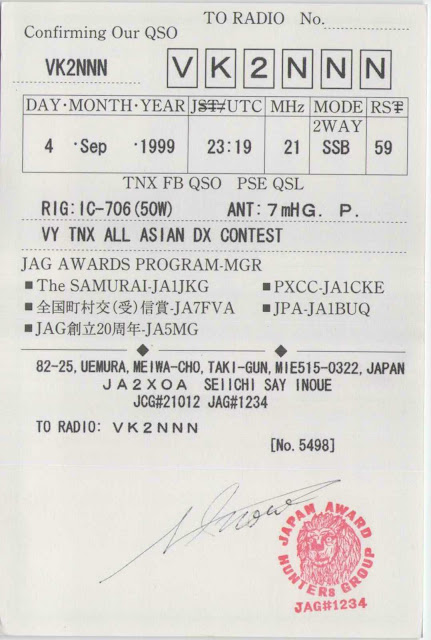 TO RADIO No.
Confirming Our QSO
VK2NNN
V K 2 N N N
DAY・MONTH・YEAR JST/UTC MHz MODE RST
4 ・Sep ・1999 23:19 21 2WAY SSB 59
TNX FB QSO PSE QSL
RIG:IC-706(50W) ANT:7mHG. P.
VY TNX ALL ASIAN DX CONTEST
JAG AWARDS PROGRAM-MGR
■The SAMURAI-JA1JKG ■PXCC-JA1CKE
■全国町村交(受)信賞-JA7FVA ■JPA-JA1BUQ
■JAG創立20周年-JA5MG
82-25,UEMURA,MEIWA-CHO,TAKI-GUN,MIE515-0322,JAPAN
JA2XOA SEIICHI SAY INOUE
JCG#21012 JAG#1234
TO RADIO: VK2NNN
[No.5498]
JAPAN AWARD
HUNTERs GROUP
JAG#1234